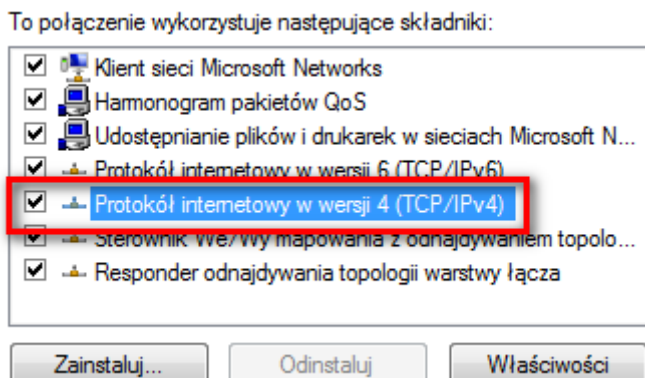 To połączenie wykorzystuje następujące składniki:
Klient sieci Microsoft Networks
Harmonogram pakietów QoS
Udostępnianie plików i drukarek w sieciach Microsoft N...
Protokół internetowy w wersji 6 (TCP/IPv6)
Protokół internetowy w wersji 4 (TCP/IPv4)
Sterownik We/Wy mapowania z odnajdywaniem topolo...
Responder odnajdywania topologii warstwy łącza
Zainstaluj...
Odinstaluj
Właściwości